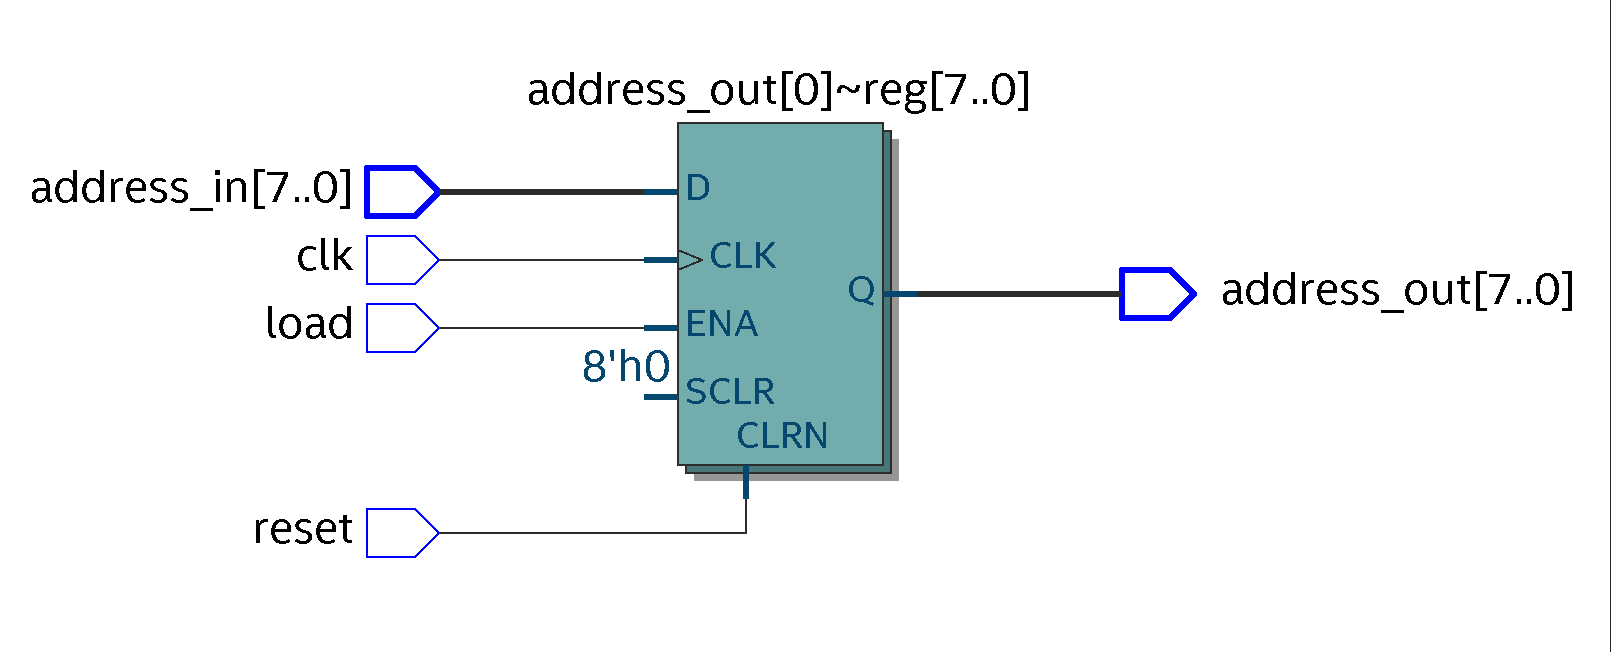 address_out[0]~reg[7..0]
address_in[7..0]
D
clk
CLK
Q
address_out[7..0]
load
ENA
8'h0
SCLR
CLRN
reset